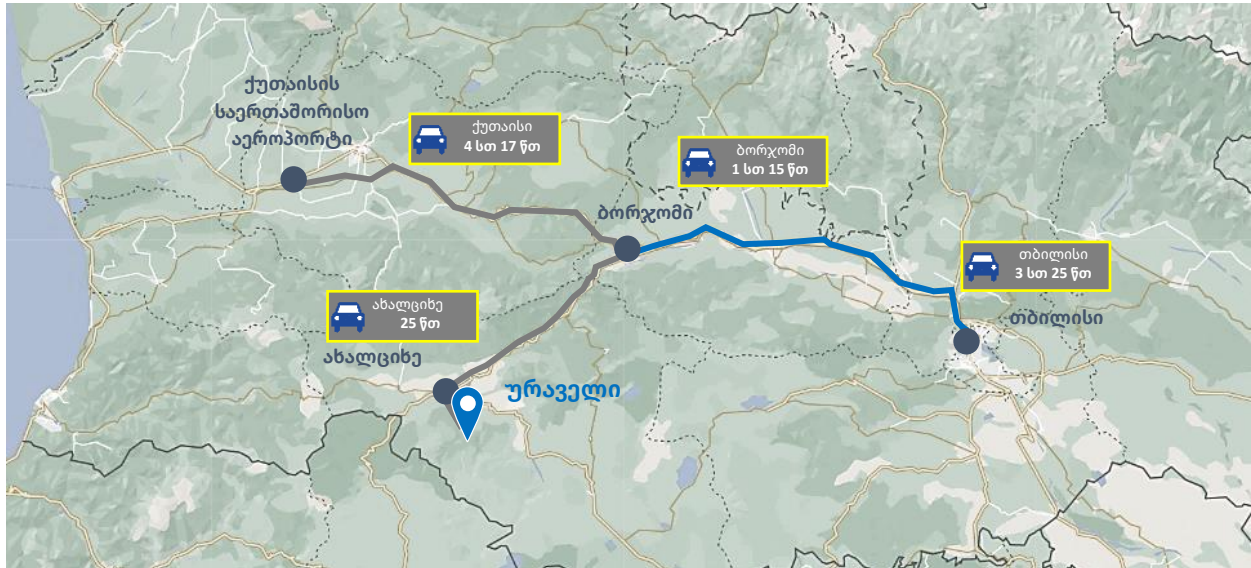 ქუთაისის
საერთაშორისო
აეროპორტი
ქუთაისი
4 სთ 17 წთ
ბორჯომი
1 სთ 15 წთ
ბორჯომი
თბილისი
3 სთ 25 წთ
თბილისი
ახალციხე
25 წთ
ახალციხე
ურაველი